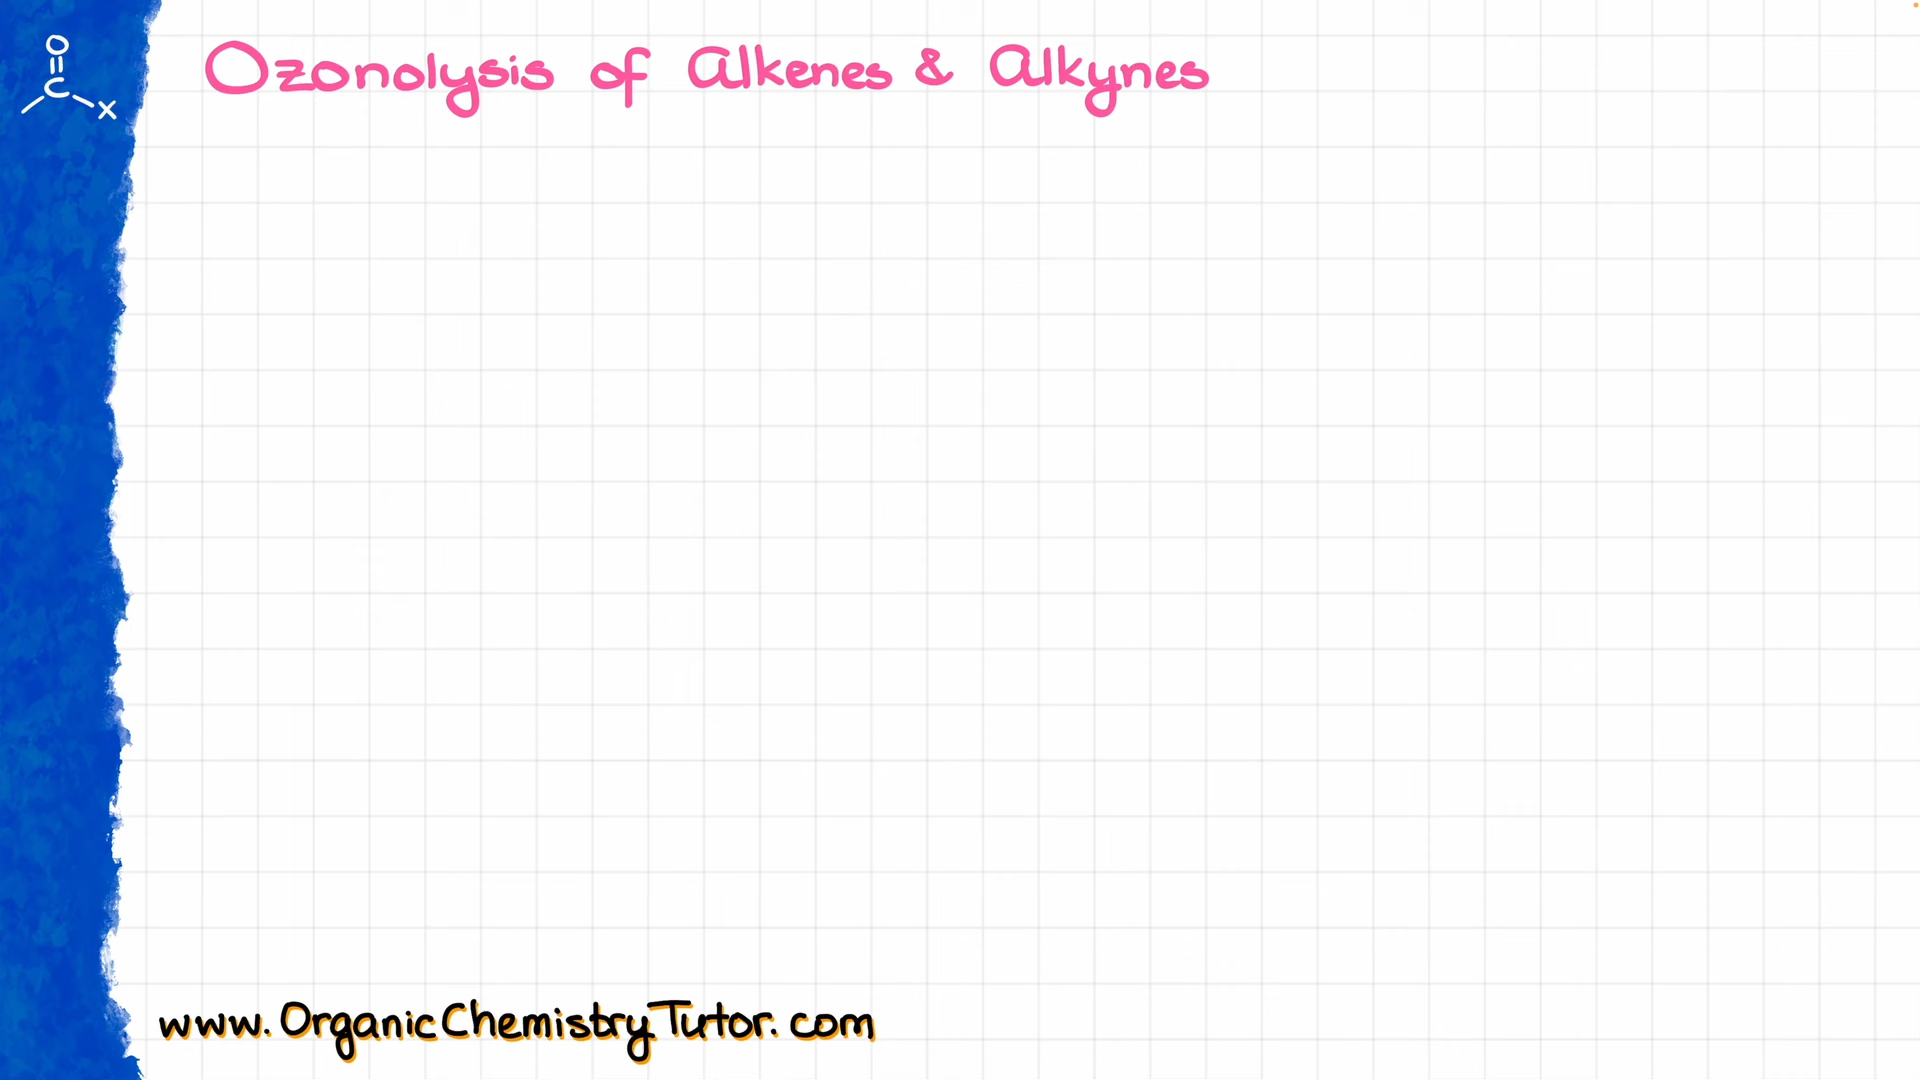 O
C
X
Ozonolysis of Alkenes & Alkynes
www.OrganicChemistryTutor.com